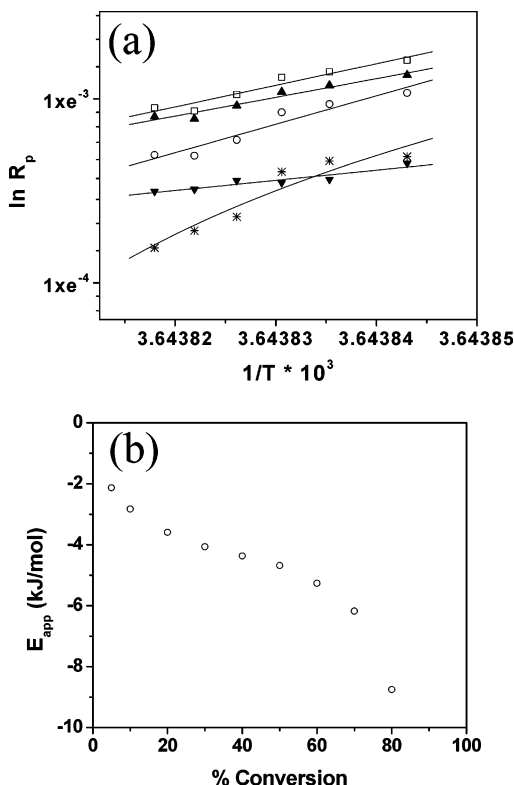 (a)
ln R_p
1xe^-3
1xe^-4
3.64382 3.64383 3.64384 3.64385
1/T * 10^3
(b)
E_app (kJ/mol)
0
-2
-4
-6
-8
-10
0 20 40 60 80 100
% Conversion